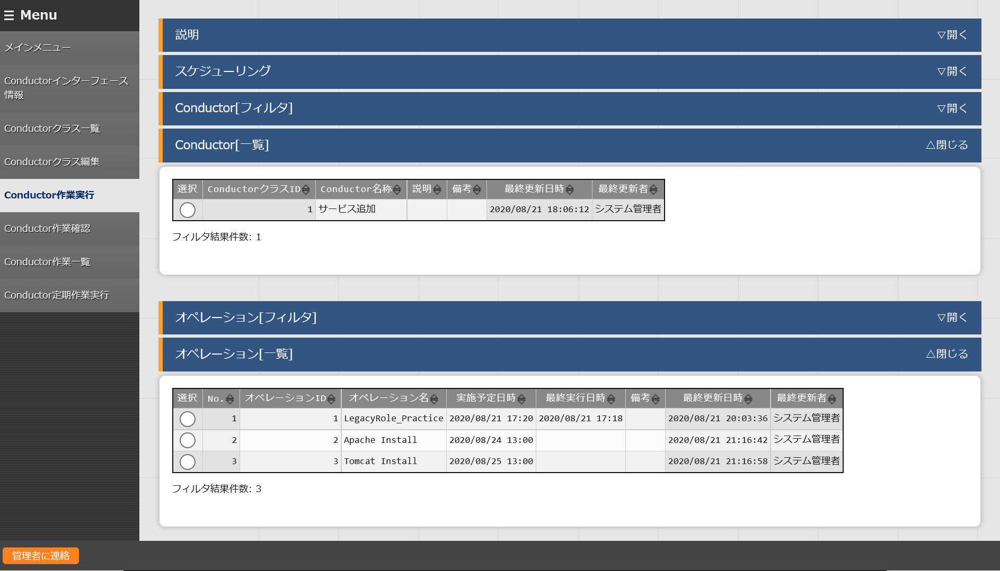 Menu
メインメニュー
Conductorインターフェース
情報
Conductorクラス一覧
Conductorクラス編集
Conductor作業実行
Conductor作業確認
Conductor作業一覧
Conductor定期作業実行
管理者に連絡
説明 ▽開く
スケジューリング ▽開く
Conductor[フィルタ] ▽開く
Conductor[一覧] △閉じる
選択 ConductorクラスID Conductor名称 説明 備考 最終更新日時 最終更新者
1 サービス追加 2020/08/21 18:06:12 システム管理者
フィルタ結果件数: 1
オペレーション[フィルタ] ▽開く
オペレーション[一覧] △閉じる
選択 No. オペレーションID オペレーション名 実施予定日時 最終実行日時 備考 最終更新日時 最終更新者
1 1 LegacyRole_Practice 2020/08/21 17:20 2020/08/21 17:18 2020/08/21 20:03:36 システム管理者
2 2 Apache Install 2020/08/24 13:00 2020/08/21 21:16:42 システム管理者
3 3 Tomcat Install 2020/08/25 13:00 2020/08/21 21:16:58 システム管理者
フィルタ結果件数: 3